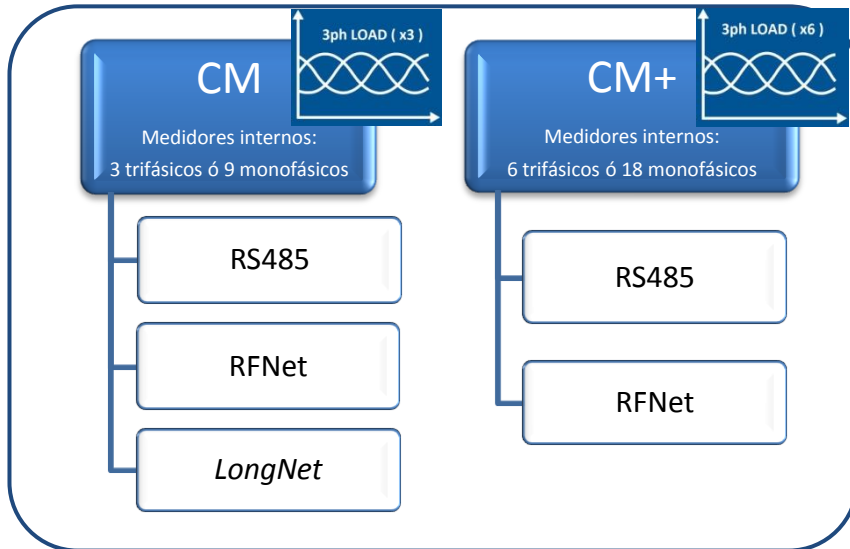 3ph LOAD ( x3 )
CM
Medidores internos:
3 trifásicos ó 9 monofásicos
RS485
RFNet
LongNet
3ph LOAD ( x6 )
CM+
Medidores internos:
6 trifásicos ó 18 monofásicos
RS485
RFNet